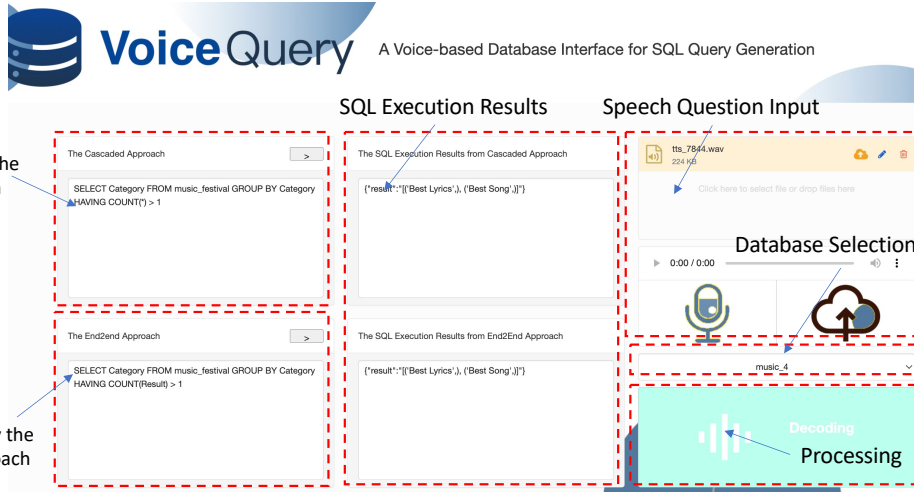 VoiceQuery
A Voice-based Database Interface for SQL Query Generation
SQL Execution Results
Speech Question Input
The Cascaded Approach
>
SELECT Category FROM music_festival GROUP BY Category
HAVING COUNT(*) > 1
The SQL Execution Results from Cascaded Approach
{"result":"[('Best Lyrics',), ('Best Song',)]"}
tts_7844.wav
224 KB
Click here to select file or drop files here
Database Selection
0:00 / 0:00
The End2end Approach
>
SELECT Category FROM music_festival GROUP BY Category
HAVING COUNT(Result) > 1
the
The SQL Execution Results from End2End Approach
{"result":"[('Best Lyrics',), ('Best Song',)]"}
music_4
Decoding
Processing